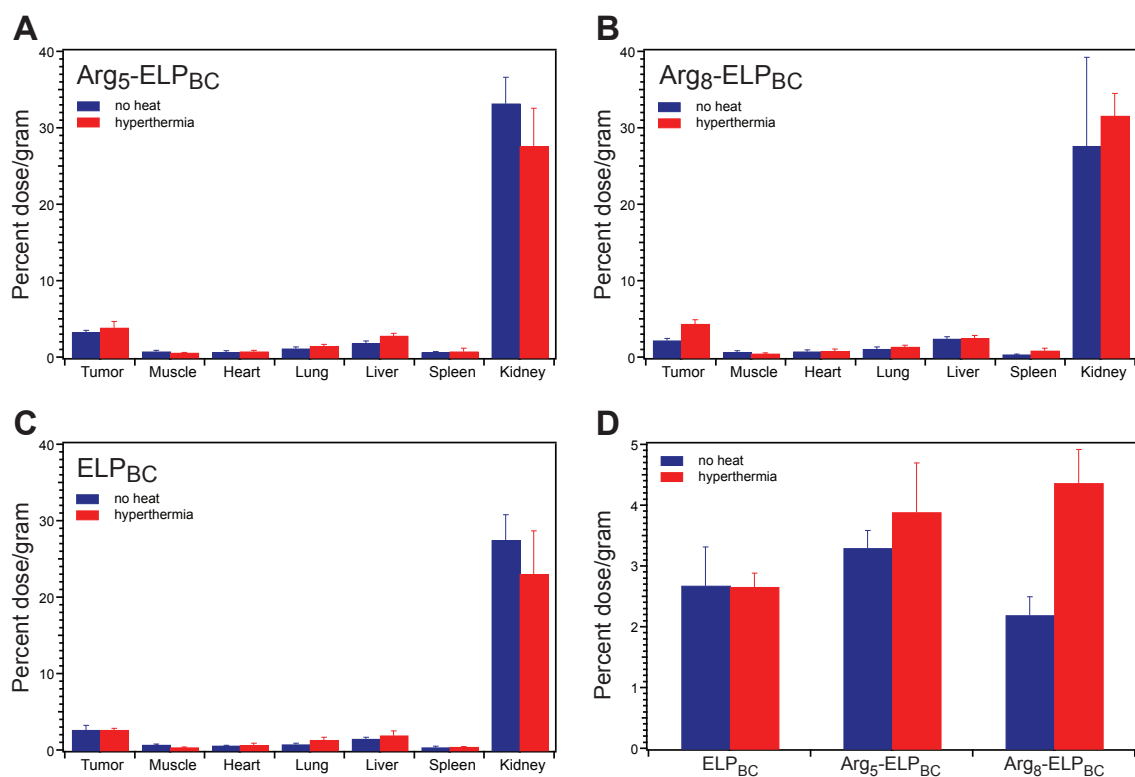 A
Arg5-ELPBC
no heat
hyperthermia
Percent dose/gram
40
30
20
10
0
Tumor Muscle Heart Lung Liver Spleen Kidney
B
Arg8-ELPBC
no heat
hyperthermia
Percent dose/gram
40
30
20
10
0
Tumor Muscle Heart Lung Liver Spleen Kidney
C
ELPBC
no heat
hyperthermia
Percent dose/gram
40
30
20
10
0
Tumor Muscle Heart Lung Liver Spleen Kidney
D
no heat
hyperthermia
Percent dose/gram
5
4
3
2
1
0
ELPBC Arg5-ELPBC Arg8-ELPBC